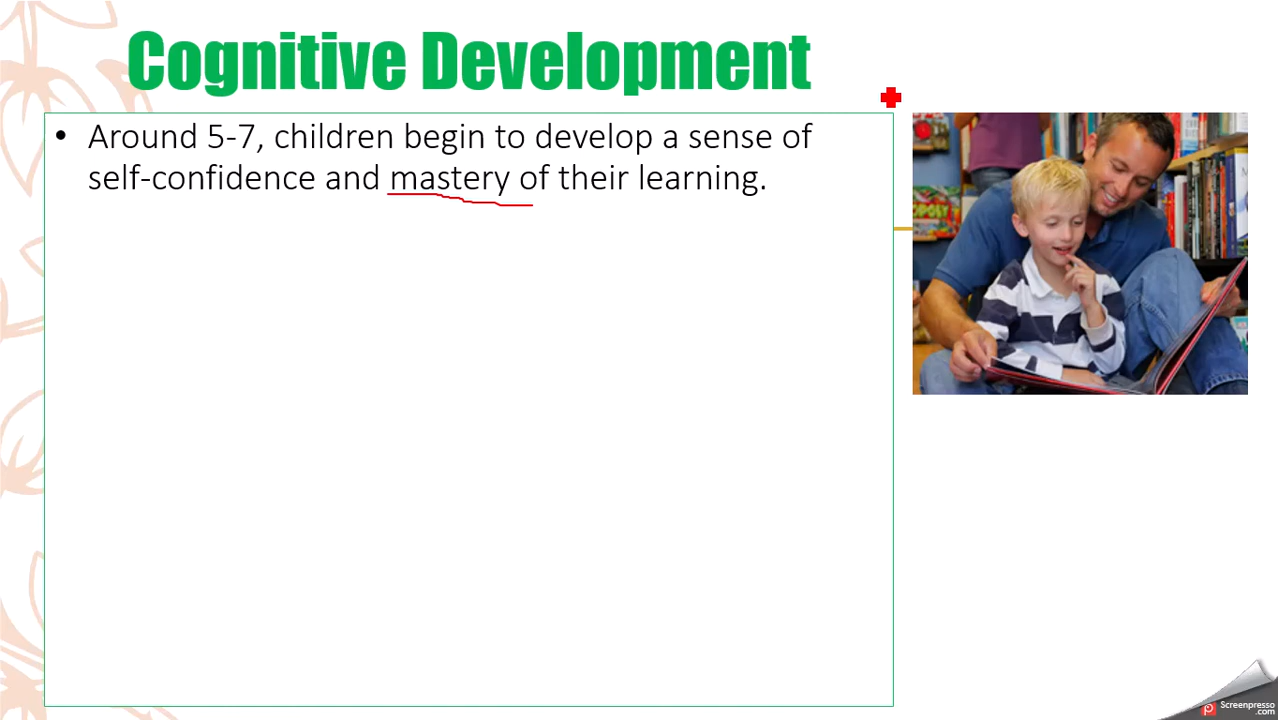 Cognitive Development
• Around 5-7, children begin to develop a sense of
self-confidence and mastery of their learning.
Screenpresso
.com